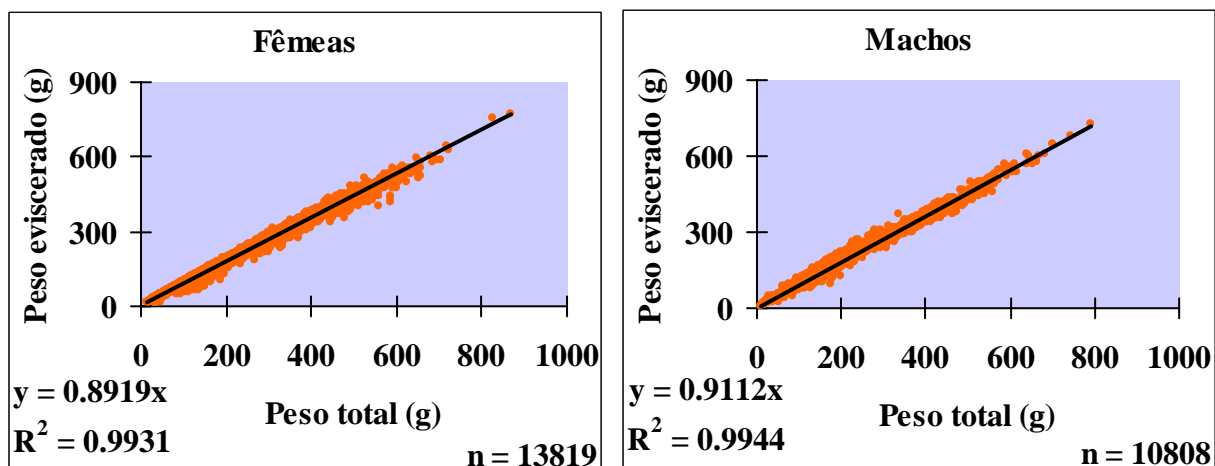 Fêmeas
Peso eviscerado (g)
900
600
300
0
0 200 400 600 800 1000
Peso total (g)
y = 0.8919x
R² = 0.9931
n = 13819
Machos
Peso eviscerado (g)
900
600
300
0
0 200 400 600 800 1000
Peso total (g)
y = 0.9112x
R² = 0.9944
n = 10808